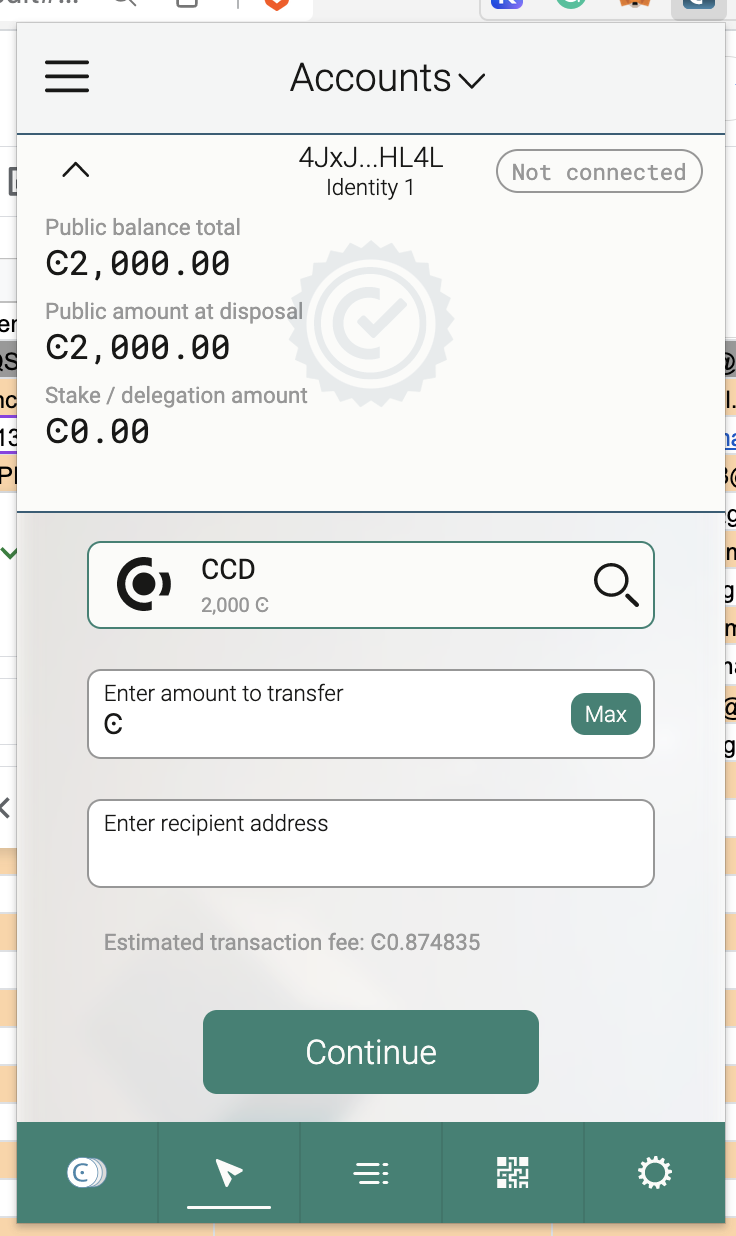 Accounts
4JxJ...HL4L
Identity 1
Not connected
Public balance total
Ͼ2,000.00
Public amount at disposal
Ͼ2,000.00
Stake / delegation amount
Ͼ0.00
CCD
2,000 Ͼ
Enter amount to transfer
Ͼ
Max
Enter recipient address
Estimated transaction fee: Ͼ0.874835
Continue